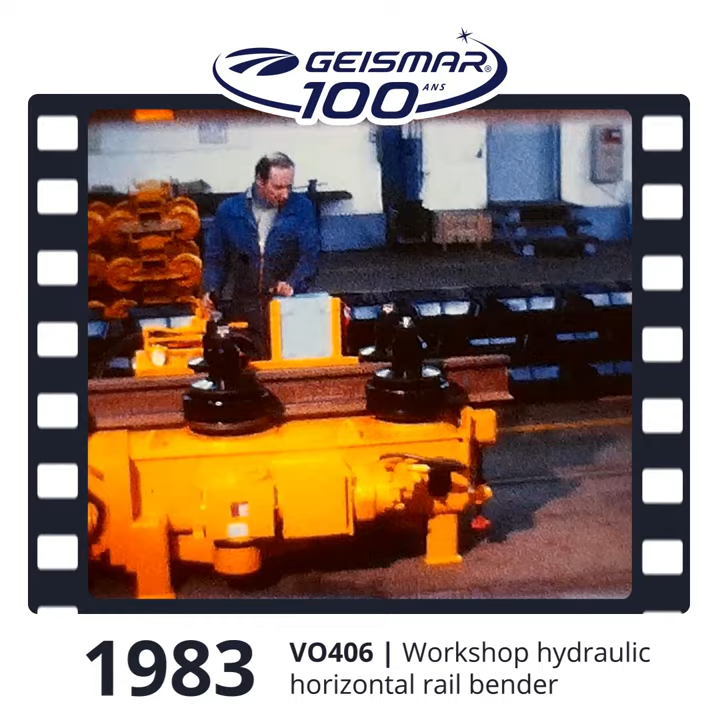 GEISMAR®
100 ANS
1983
VO406 | Workshop hydraulic
horizontal rail bender